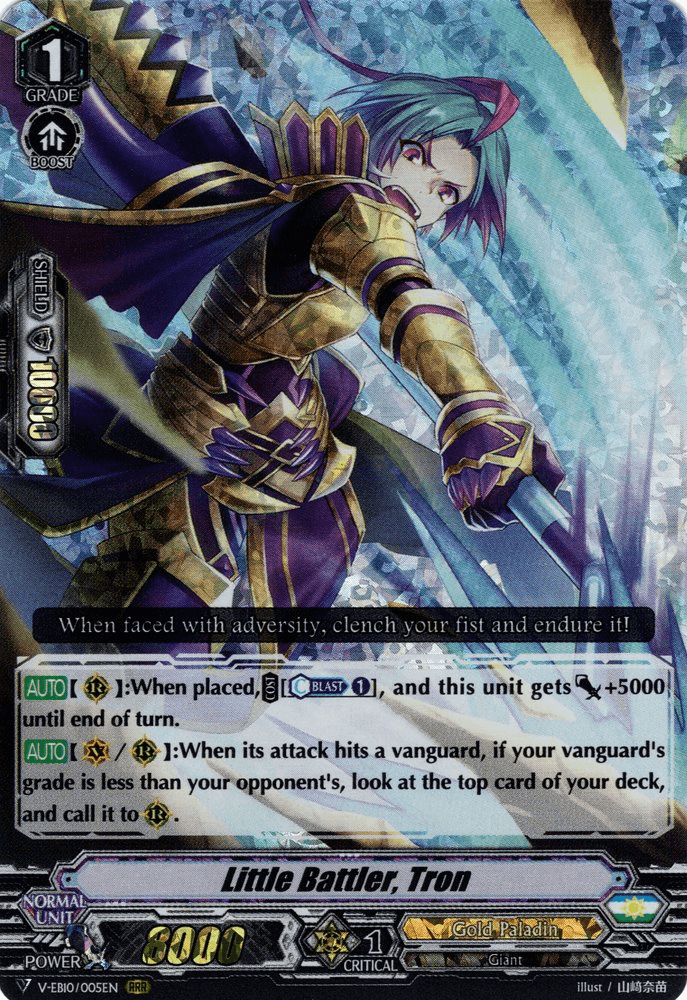 1
GRADE
BOOST
SHIELD
10000
When faced with adversity, clench your fist and endure it!
AUTO【 R 】:When placed, COST [C BLAST 1], and this unit gets +5000
until end of turn.
AUTO【 V / R 】:When its attack hits a vanguard, if your vanguard's
grade is less than your opponent's, look at the top card of your deck,
and call it to R .
Little Battler, Tron
NORMAL
UNIT
POWER 8000
1
CRITICAL
Gold Paladin
Giant
V-EB10/005EN RRR
illust / 山﨑奈苗